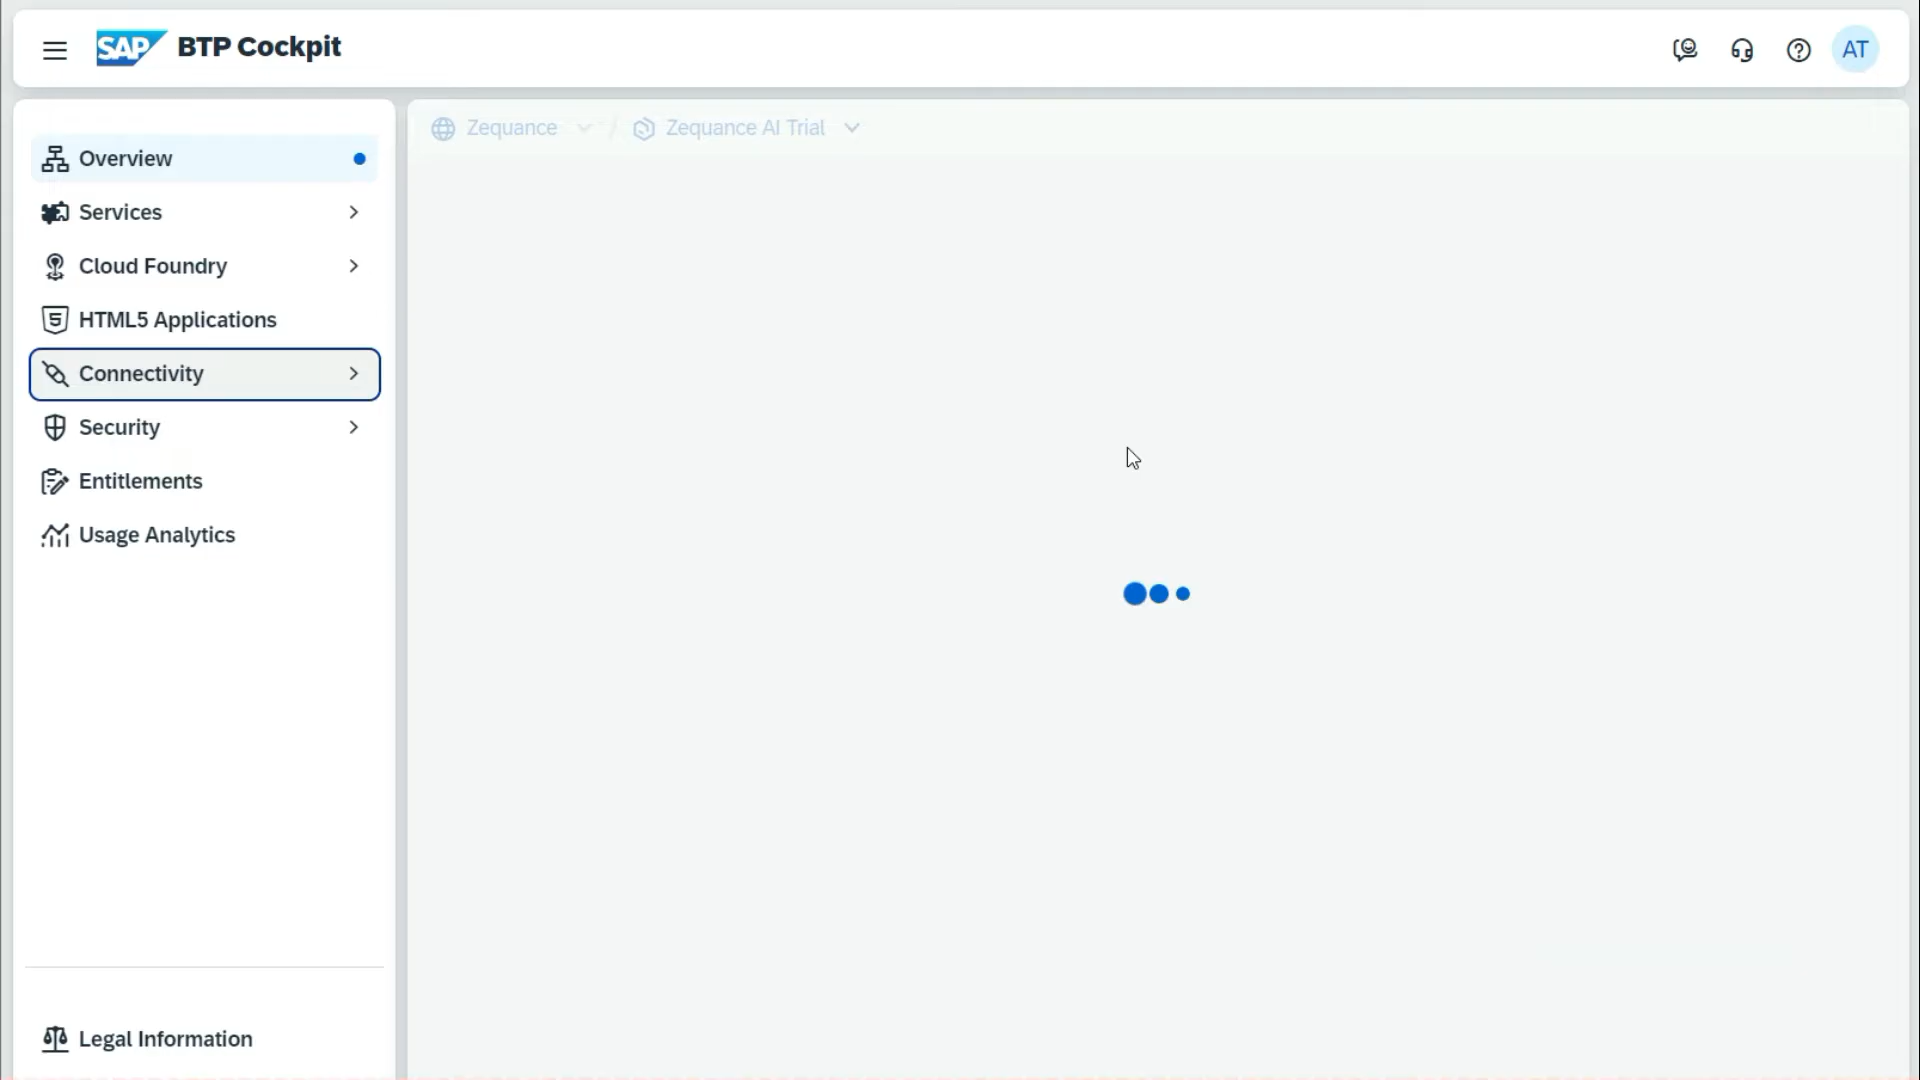 SAP BTP Cockpit
AT
Zequance / Zequance AI Trial
Overview
Services
Cloud Foundry
HTML5 Applications
Connectivity
Security
Entitlements
Usage Analytics
Legal Information